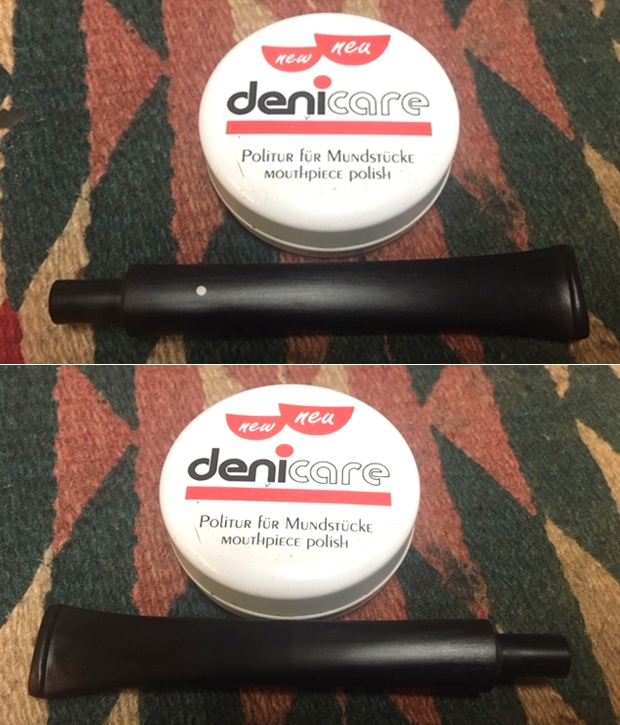 new neu
denicare
Politur für Mundstücke
mouthpiece polish
new neu
denicare
Politur für Mundstücke
mouthpiece polish